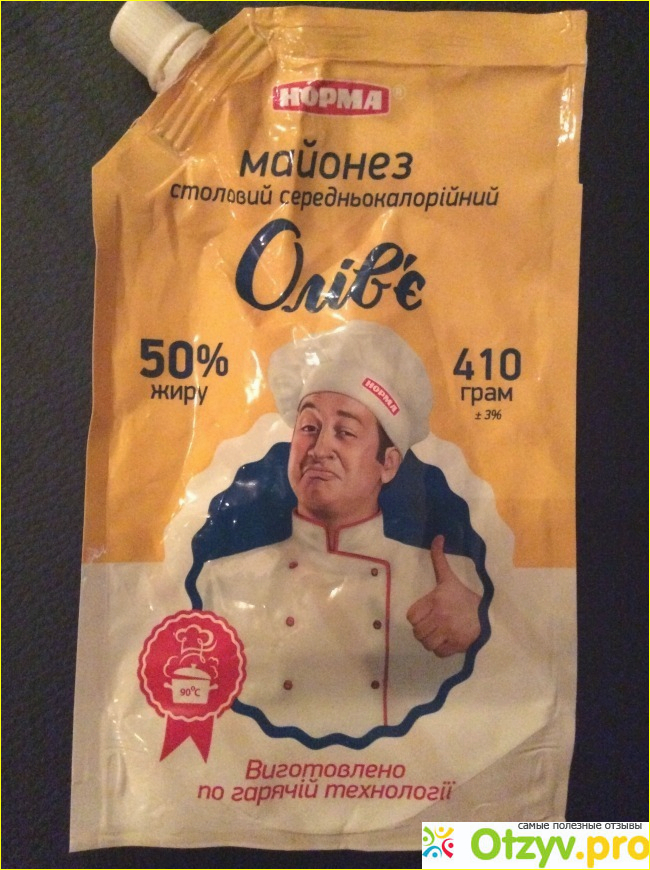 НОРМА
®
майонез
столовий середньокалорійний
Олів'є
50%
жиру
410
грам
± 3%
НОРМА
90°C
Виготовлено
по гарячій технології
самые полезные отзывы
Otzyv.pro